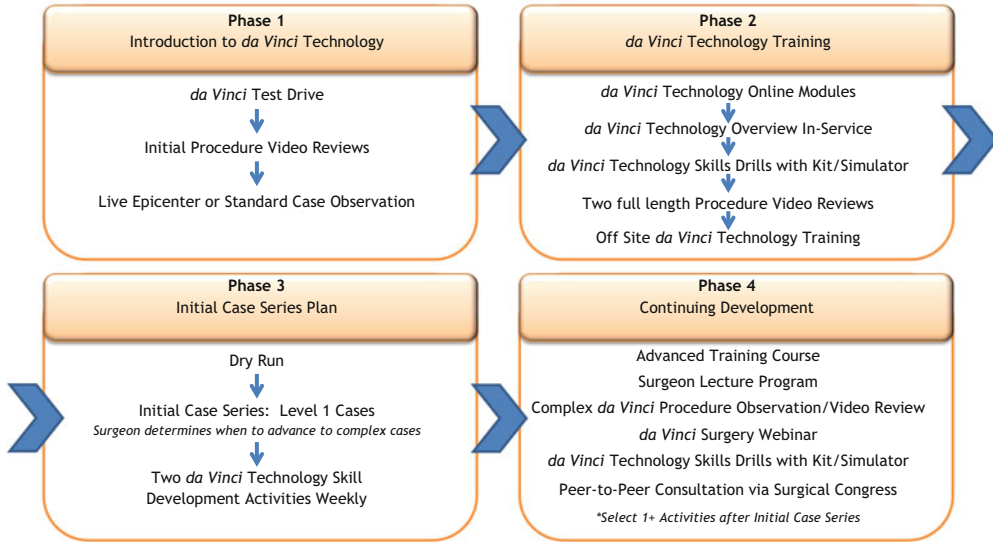 Phase 1
Introduction to da Vinci Technology
da Vinci Test Drive
Initial Procedure Video Reviews
Live Epicenter or Standard Case Observation
Phase 2
da Vinci Technology Training
da Vinci Technology Online Modules
da Vinci Technology Overview In-Service
da Vinci Technology Skills Drills with Kit/Simulator
Two full length Procedure Video Reviews
Off Site da Vinci Technology Training
Phase 3
Initial Case Series Plan
Dry Run
Initial Case Series: Level 1 Cases
Surgeon determines when to advance to complex cases
Two da Vinci Technology Skill
Development Activities Weekly
Phase 4
Continuing Development
Advanced Training Course
Surgeon Lecture Program
Complex da Vinci Procedure Observation/Video Review
da Vinci Surgery Webinar
da Vinci Technology Skills Drills with Kit/Simulator
Peer-to-Peer Consultation via Surgical Congress
*Select 1+ Activities after Initial Case Series